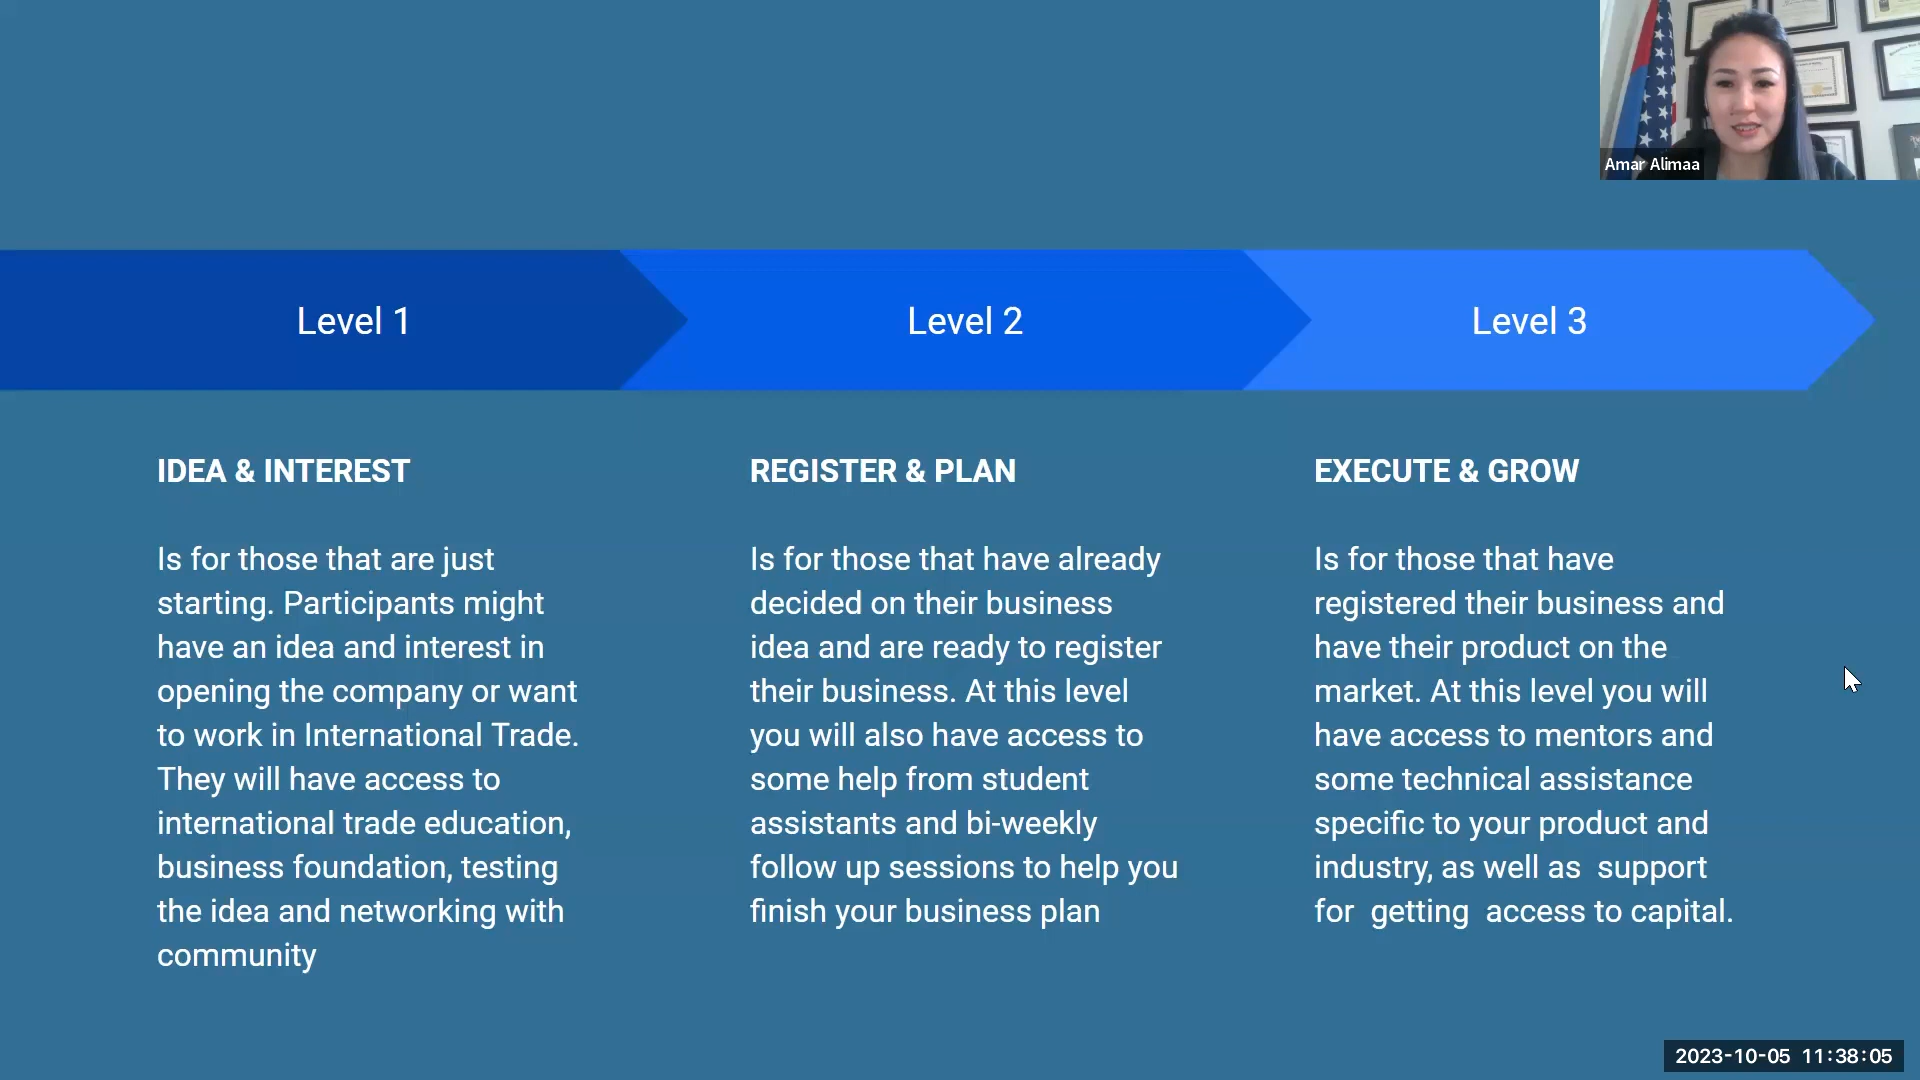 Amar Alimaa
Level 1
Level 2
Level 3
IDEA & INTEREST
Is for those that are just
starting. Participants might
have an idea and interest in
opening the company or want
to work in International Trade.
They will have access to
international trade education,
business foundation, testing
the idea and networking with
community
REGISTER & PLAN
Is for those that have already
decided on their business
idea and are ready to register
their business. At this level
you will also have access to
some help from student
assistants and bi-weekly
follow up sessions to help you
finish your business plan
EXECUTE & GROW
Is for those that have
registered their business and
have their product on the
market. At this level you will
have access to mentors and
some technical assistance
specific to your product and
industry, as well as  support
for  getting  access to capital.
2023-10-05 11:38:05